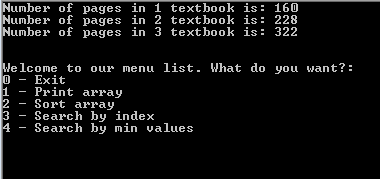 Number of pages in 1 textbook is: 160
Number of pages in 2 textbook is: 228
Number of pages in 3 textbook is: 322
Welcome to our menu list. What do you want?:
0 - Exit
1 - Print array
2 - Sort array
3 - Search by index
4 - Search by min values